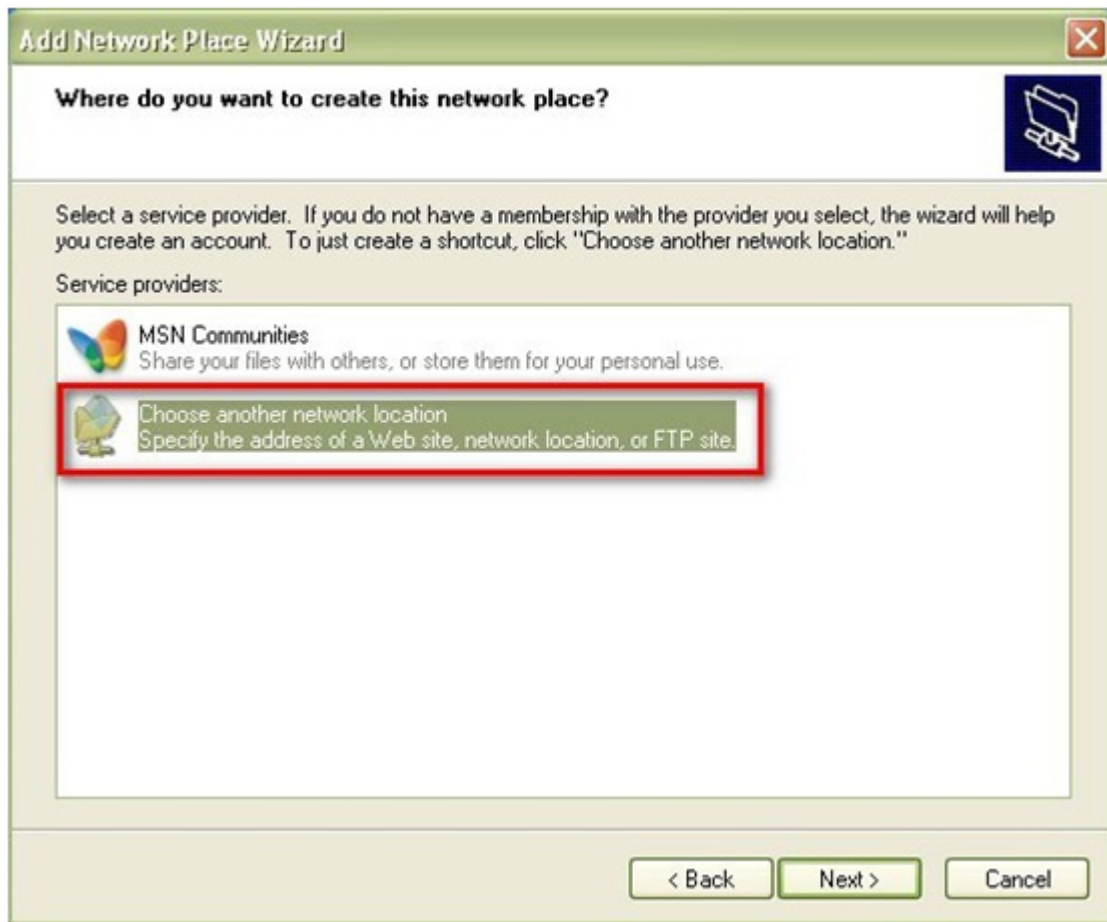 Add Network Place Wizard
Where do you want to create this network place?
Select a service provider. If you do not have a membership with the provider you select, the wizard will help
you create an account. To just create a shortcut, click "Choose another network location."
Service providers:
MSN Communities
Share your files with others, or store them for your personal use.
Choose another network location
Specify the address of a Web site, network location, or FTP site.
< Back
Next >
Cancel